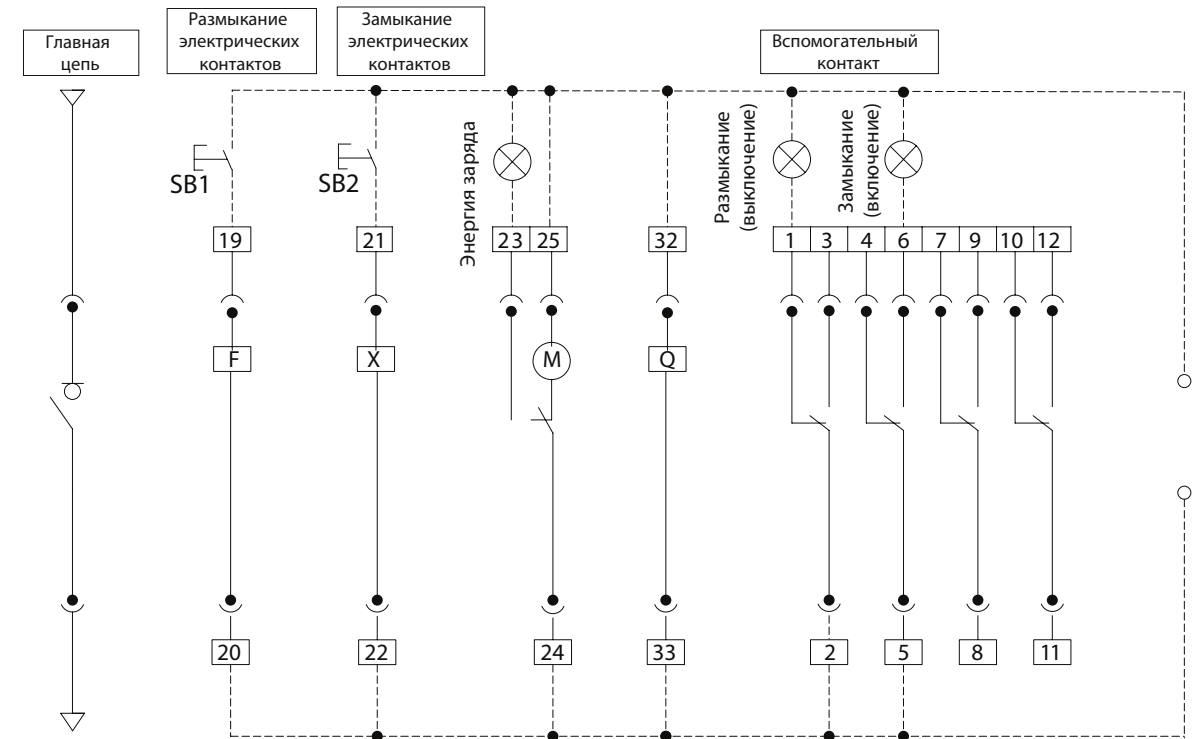 Главная
цепь
Размыкание
электрических
контактов
Замыкание
электрических
контактов
Вспомогательный
контакт
SB1
SB2
Энергия заряда
Размыкание
(выключение)
Замыкание
(включение)
19
21
23 25
32
1 3 4 6 7 9 10 12
F
X
M
Q
20
22
24
33
2
5
8
11